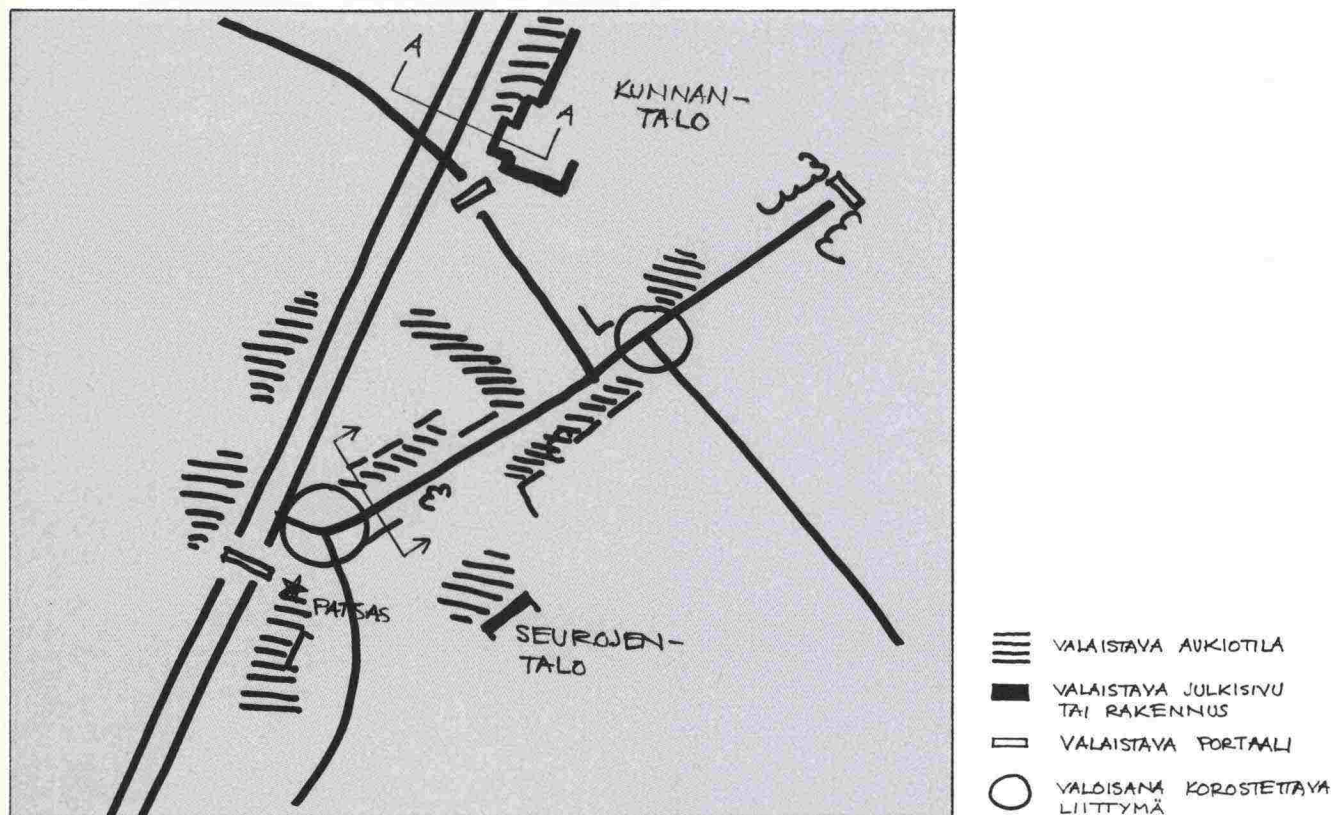 A
A
KUNNAN-
TALO
PATSAS
SEUROJEN-
TALO
VALAISTAVA AUKIOTILA
VALAISTAVA JULKISIVU
TAI RAKENNUS
VALAISTAVA PORTAALI
VALOISANA KOROSTETTAVA
LIITTYMÄ